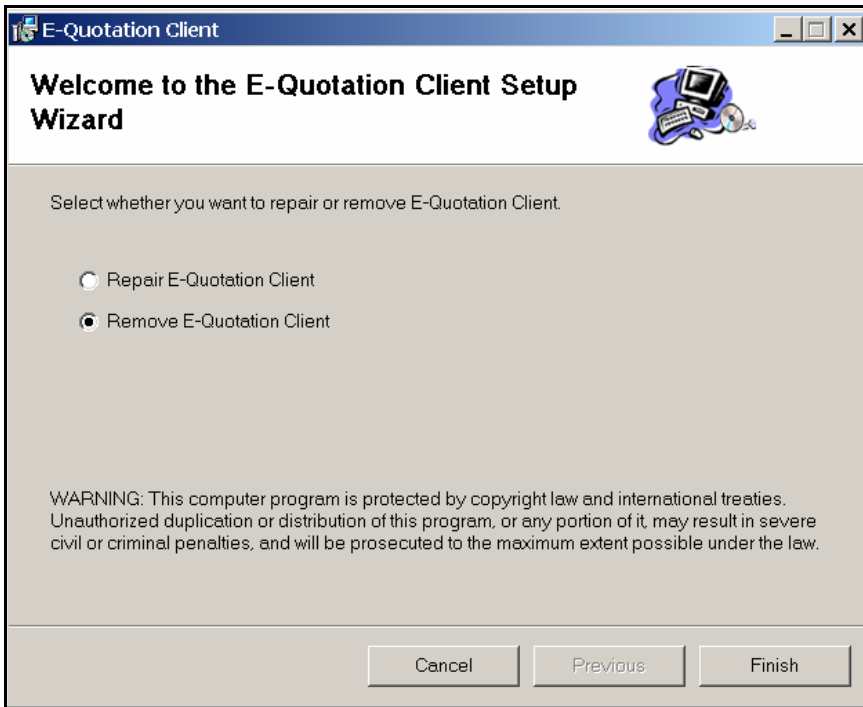 E-Quotation Client
Welcome to the E-Quotation Client Setup
Wizard
Select whether you want to repair or remove E-Quotation Client.
Repair E-Quotation Client
Remove E-Quotation Client
WARNING: This computer program is protected by copyright law and international treaties.
Unauthorized duplication or distribution of this program, or any portion of it, may result in severe
civil or criminal penalties, and will be prosecuted to the maximum extent possible under the law.
Cancel Previous Finish